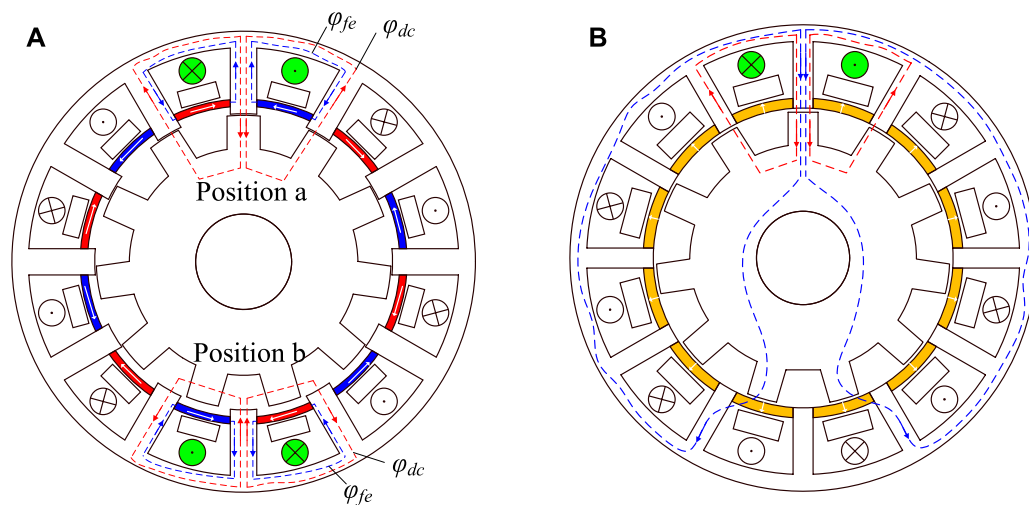 A
φfe
φdc
B
Position a
Position b
φdc
φfe